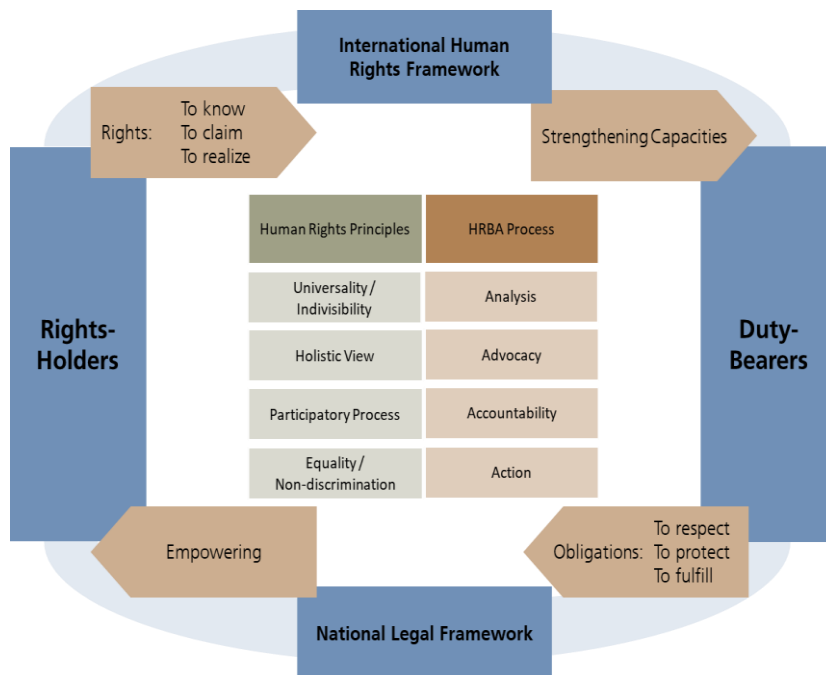 International Human
Rights Framework
Rights: To know
To claim
To realize
Strengthening Capacities
Rights-
Holders
Human Rights Principles
HRBA Process
Universality /
Indivisibility
Analysis
Holistic View
Advocacy
Participatory Process
Accountability
Equality /
Non-discrimination
Action
Duty-
Bearers
Empowering
To respect
Obligations: To protect
To fulfill
National Legal Framework